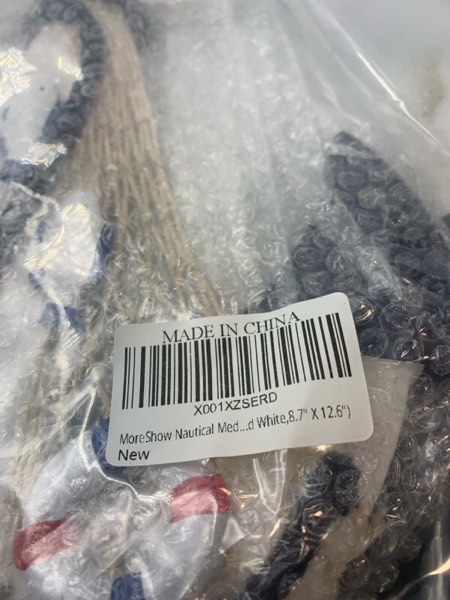 MADE IN CHINA
X001XZSERD
MoreShow Nautical Med...d White,8.7" X 12.6")
New